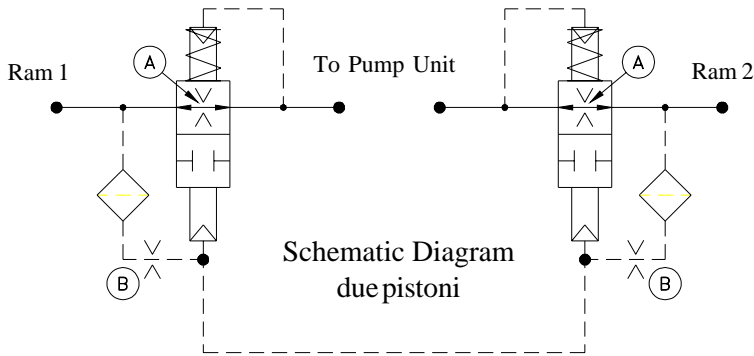 Ram 1
A
To Pump Unit
A
Ram 2
B
Schematic Diagram
due pistoni
B